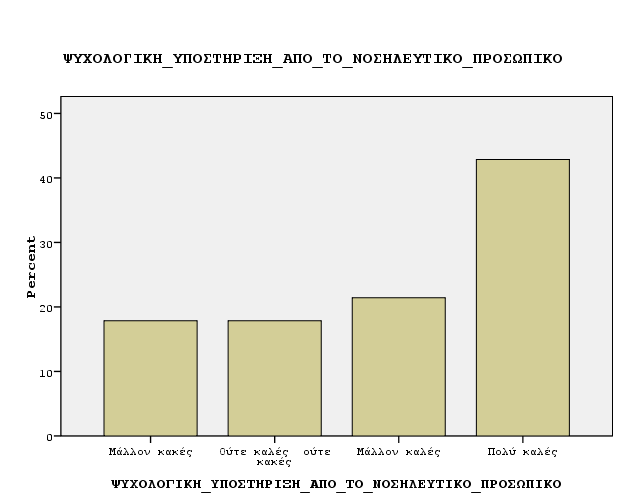 ΨΥΧΟΛΟΓΙΚΗ_ΥΠΟΣΤΗΡΙΞΗ_ΑΠΟ_ΤΟ_ΝΟΣΗΛΕΥΤΙΚΟ_ΠΡΟΣΩΠΙΚΟ
50
40
30
20
10
0
Percent
Μάλλον κακές
Ούτε καλές ούτε
κακές
Μάλλον καλές
Πολύ καλές
ΨΥΧΟΛΟΓΙΚΗ_ΥΠΟΣΤΗΡΙΞΗ_ΑΠΟ_ΤΟ_ΝΟΣΗΛΕΥΤΙΚΟ_ΠΡΟΣΩΠΙΚΟ